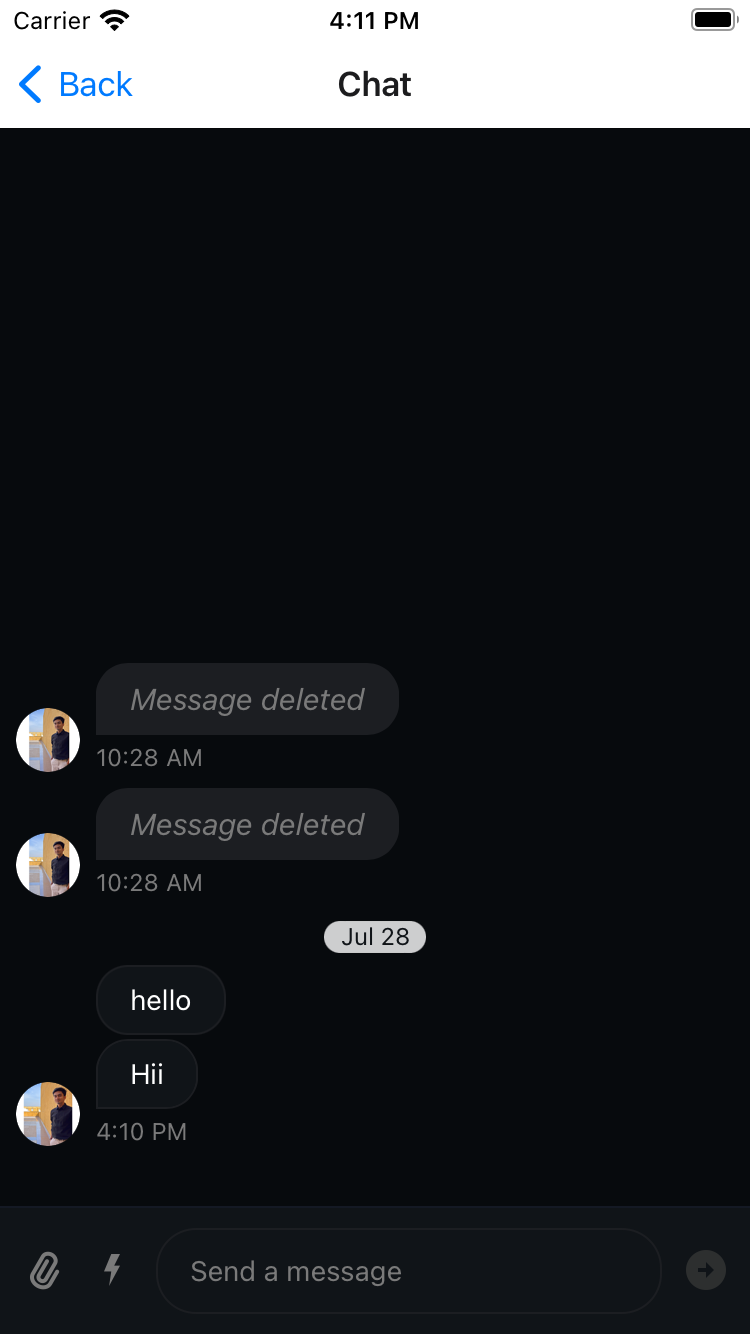 Carrier 4:11 PM
Back Chat
Message deleted
10:28 AM
Message deleted
10:28 AM
Jul 28
hello
Hii
4:10 PM
Send a message